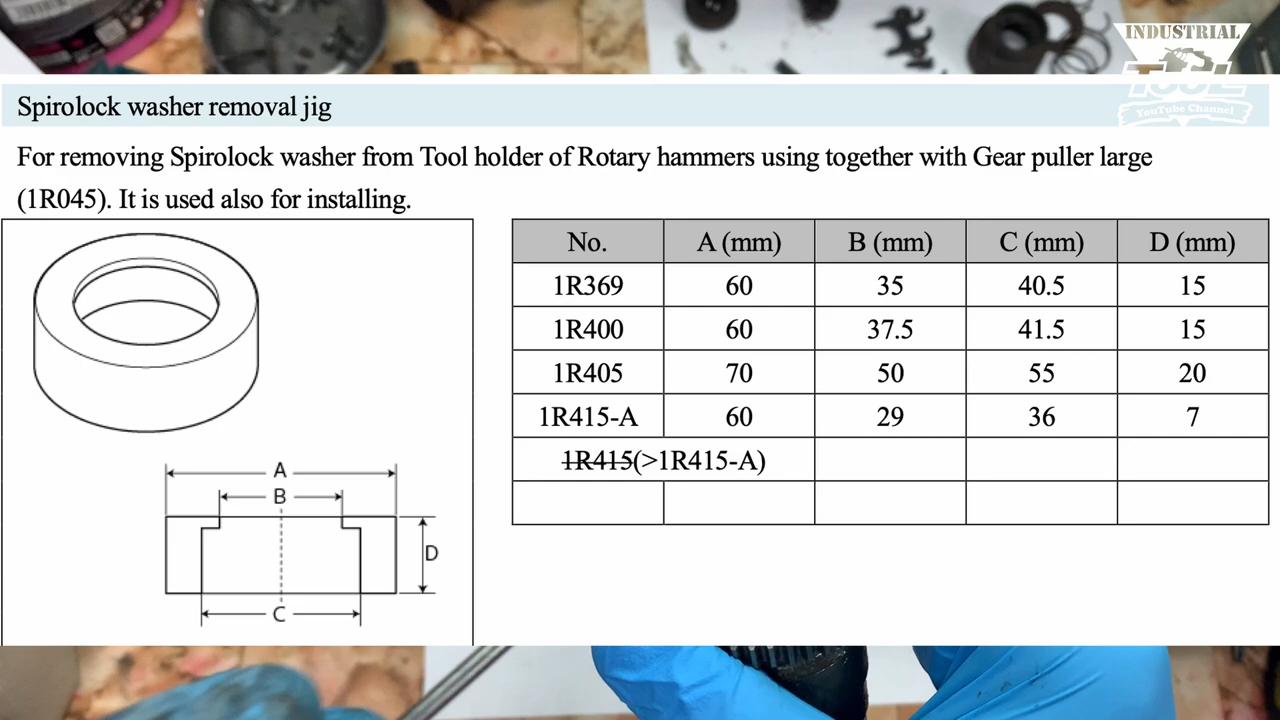 INDUSTRIAL
TOOL
YouTube Channel
Spirolock washer removal jig
For removing Spirolock washer from Tool holder of Rotary hammers using together with Gear puller large
(1R045). It is used also for installing.
No. A (mm) B (mm) C (mm) D (mm)
1R369 60 35 40.5 15
1R400 60 37.5 41.5 15
1R405 70 50 55 20
1R415-A 60 29 36 7
1R415(>1R415-A)
A
B
D
C